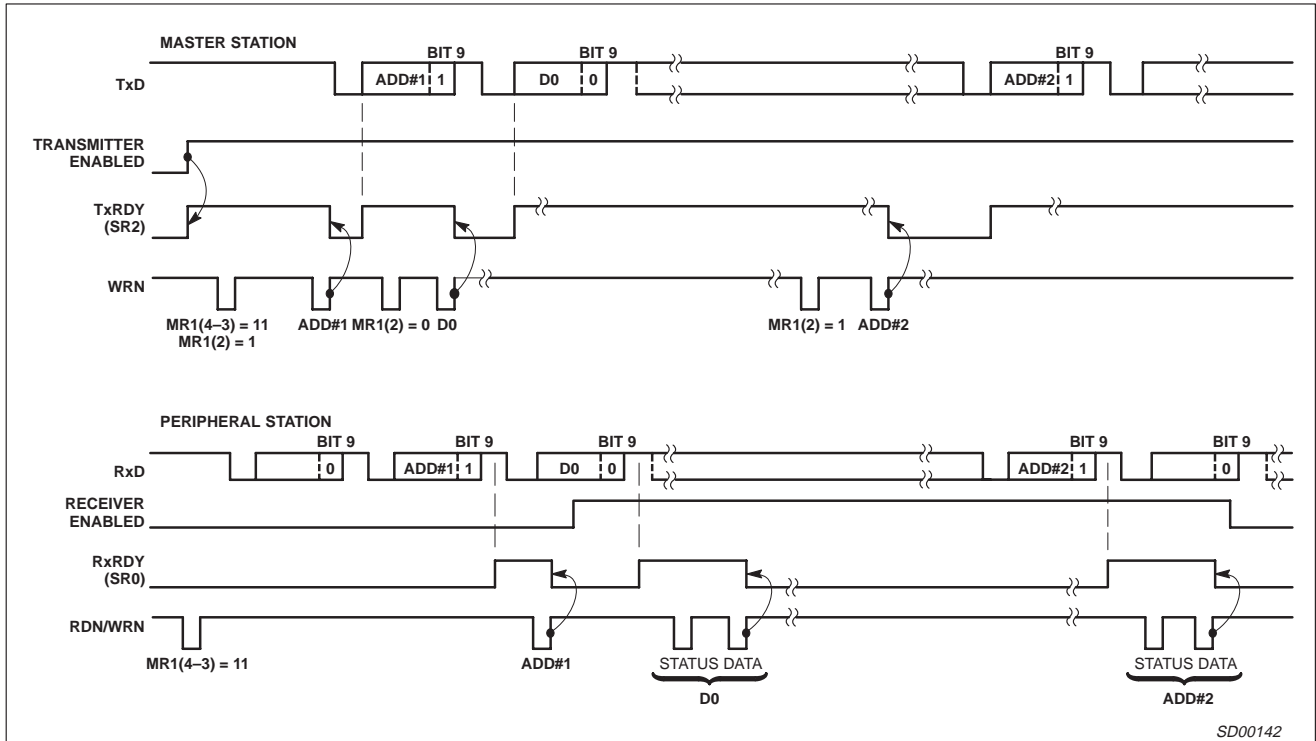 MASTER STATION
BIT 9 BIT 9 BIT 9
TxD ADD#1 1 D0 0 ADD#2 1
TRANSMITTER
ENABLED
TxRDY
(SR2)
WRN
MR1(4–3) = 11 ADD#1 MR1(2) = 0 D0 MR1(2) = 1 ADD#2
MR1(2) = 1
PERIPHERAL STATION
BIT 9 BIT 9 BIT 9 BIT 9 BIT 9
RxD 0 ADD#1 1 D0 0 ADD#2 1 0
RECEIVER
ENABLED
RxRDY
(SR0)
RDN/WRN
MR1(4–3) = 11 ADD#1 STATUS DATA STATUS DATA
D0 ADD#2
SD00142